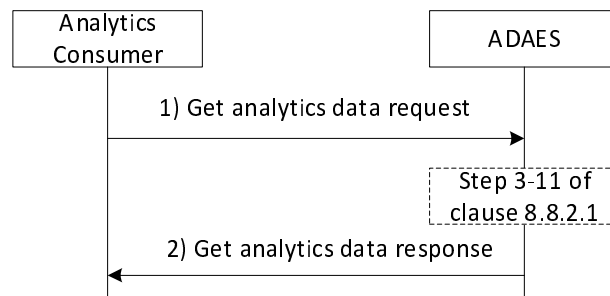 Analytics
Consumer
ADAES
1) Get analytics data request
Step 3-11 of
clause 8.8.2.1
2) Get analytics data response